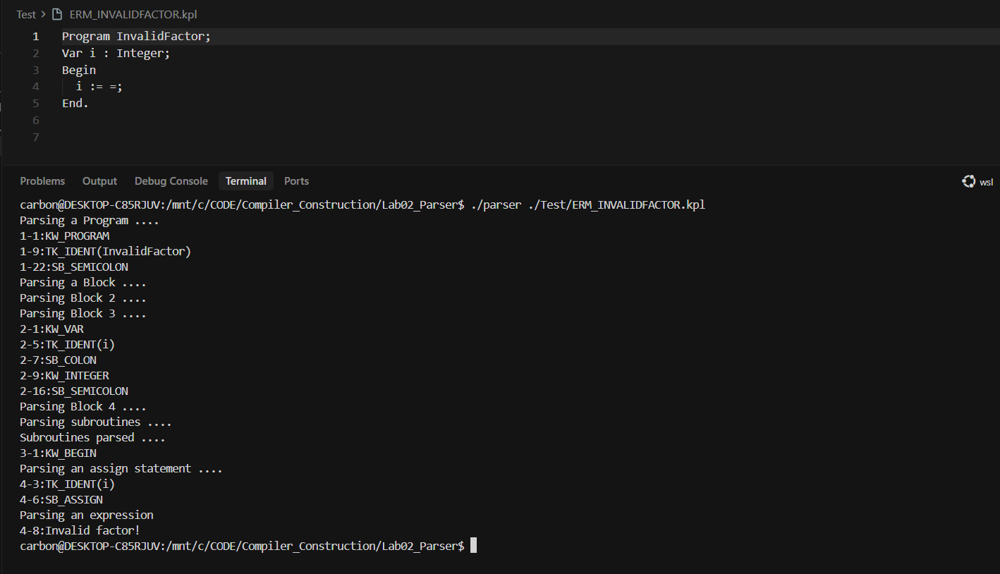 Test > ERM_INVALIDFACTOR.kpl
1 Program InvalidFactor;
2 Var i : Integer;
3 Begin
4   i := =;
5 End.
6
7
Problems Output Debug Console Terminal Ports wsl
carbon@DESKTOP-C85RJUV:/mnt/c/CODE/Compiler_Construction/Lab02_Parser$ ./parser ./Test/ERM_INVALIDFACTOR.kpl
Parsing a Program ....
1-1:KW_PROGRAM
1-9:TK_IDENT(InvalidFactor)
1-22:SB_SEMICOLON
Parsing a Block ....
Parsing Block 2 ....
Parsing Block 3 ....
2-1:KW_VAR
2-5:TK_IDENT(i)
2-7:SB_COLON
2-9:KW_INTEGER
2-16:SB_SEMICOLON
Parsing Block 4 ....
Parsing subroutines ....
Subroutines parsed ....
3-1:KW_BEGIN
Parsing an assign statement ....
4-3:TK_IDENT(i)
4-6:SB_ASSIGN
Parsing an expression
4-8:Invalid factor!
carbon@DESKTOP-C85RJUV:/mnt/c/CODE/Compiler_Construction/Lab02_Parser$